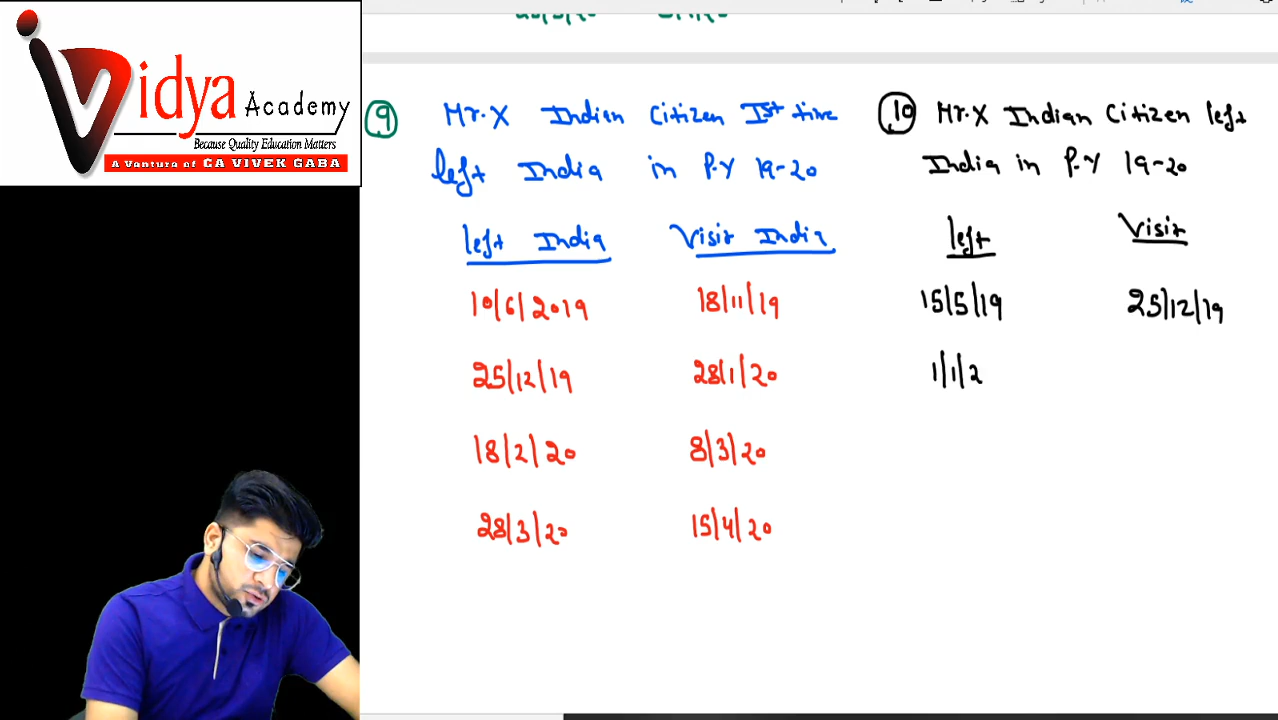 Vidya
Academy
Because Quality Education Matters
A Ventura of CA VIVEK GABA
9 Mr. X Indian Citizen Ist time
left India in P.Y 19-20
left India Visit India
10/6/2019 18/11/19
25/12/19 28/1/20
18/2/20 8/3/20
28/3/20 15/4/20
10 Mr. X Indian Citizen left
India in P.Y 19-20
left Visit
15/5/19 25/12/19
1/1/2